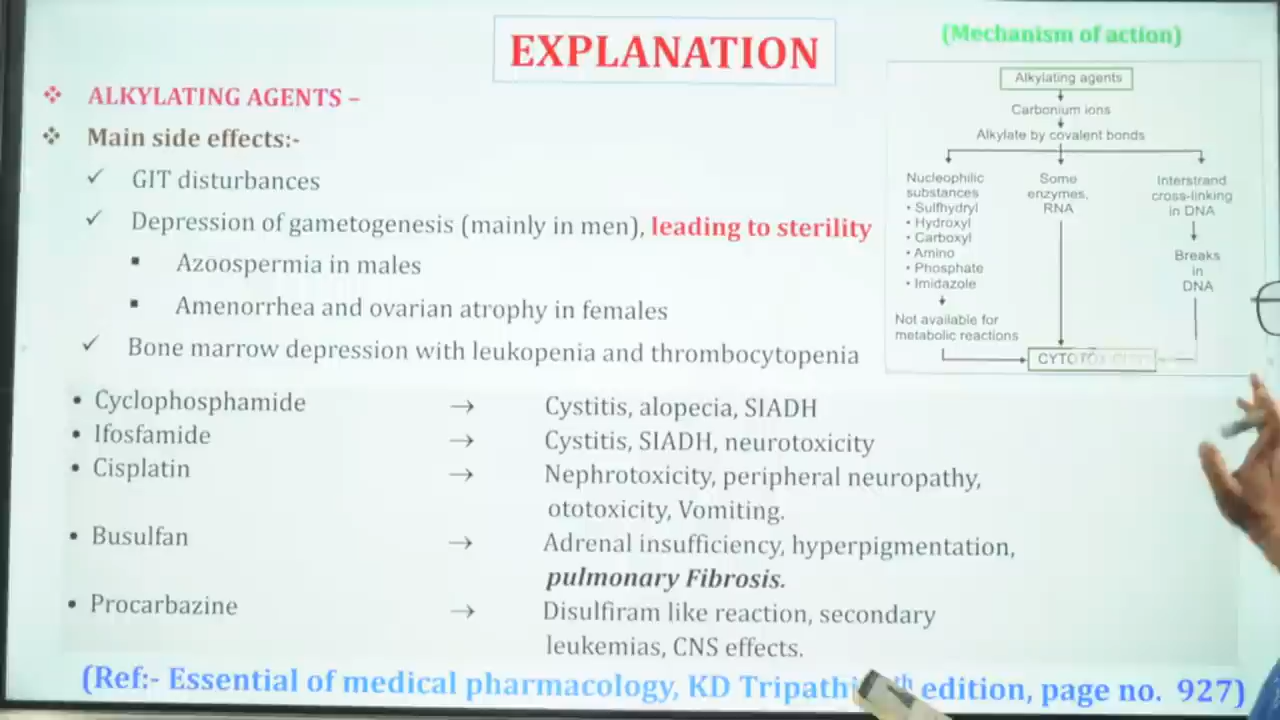 EXPLANATION
(Mechanism of action)
❖ ALKYLATING AGENTS –
❖ Main side effects:-
✓ GIT disturbances
✓ Depression of gametogenesis (mainly in men), leading to sterility
▪ Azoospermia in males
▪ Amenorrhea and ovarian atrophy in females
✓ Bone marrow depression with leukopenia and thrombocytopenia
Alkylating agents
Carbonium ions
Alkylate by covalent bonds
Nucleophilic
substances
• Sulfhydryl
• Hydroxyl
• Carboxyl
• Amino
• Phosphate
• Imidazole
Not available for
metabolic reactions
Some
enzymes,
RNA
Interstrand
cross-linking
in DNA
Breaks
in
DNA
CYTOTOXICITY
• Cyclophosphamide → Cystitis, alopecia, SIADH
• Ifosfamide → Cystitis, SIADH, neurotoxicity
• Cisplatin → Nephrotoxicity, peripheral neuropathy,
ototoxicity, Vomiting.
• Busulfan → Adrenal insufficiency, hyperpigmentation,
pulmonary Fibrosis.
• Procarbazine → Disulfiram like reaction, secondary
leukemias, CNS effects.
(Ref:- Essential of medical pharmacology, KD Tripathi edition, page no. 927)